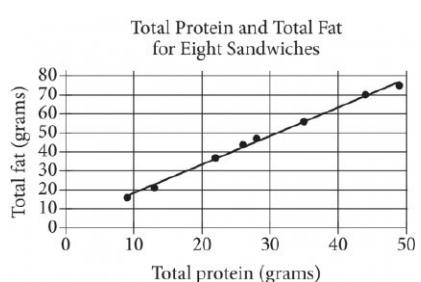 Total Protein and Total Fat
for Eight Sandwiches
Total fat (grams)
80
70
60
50
40
30
20
10
0
0 10 20 30 40 50
Total protein (grams)